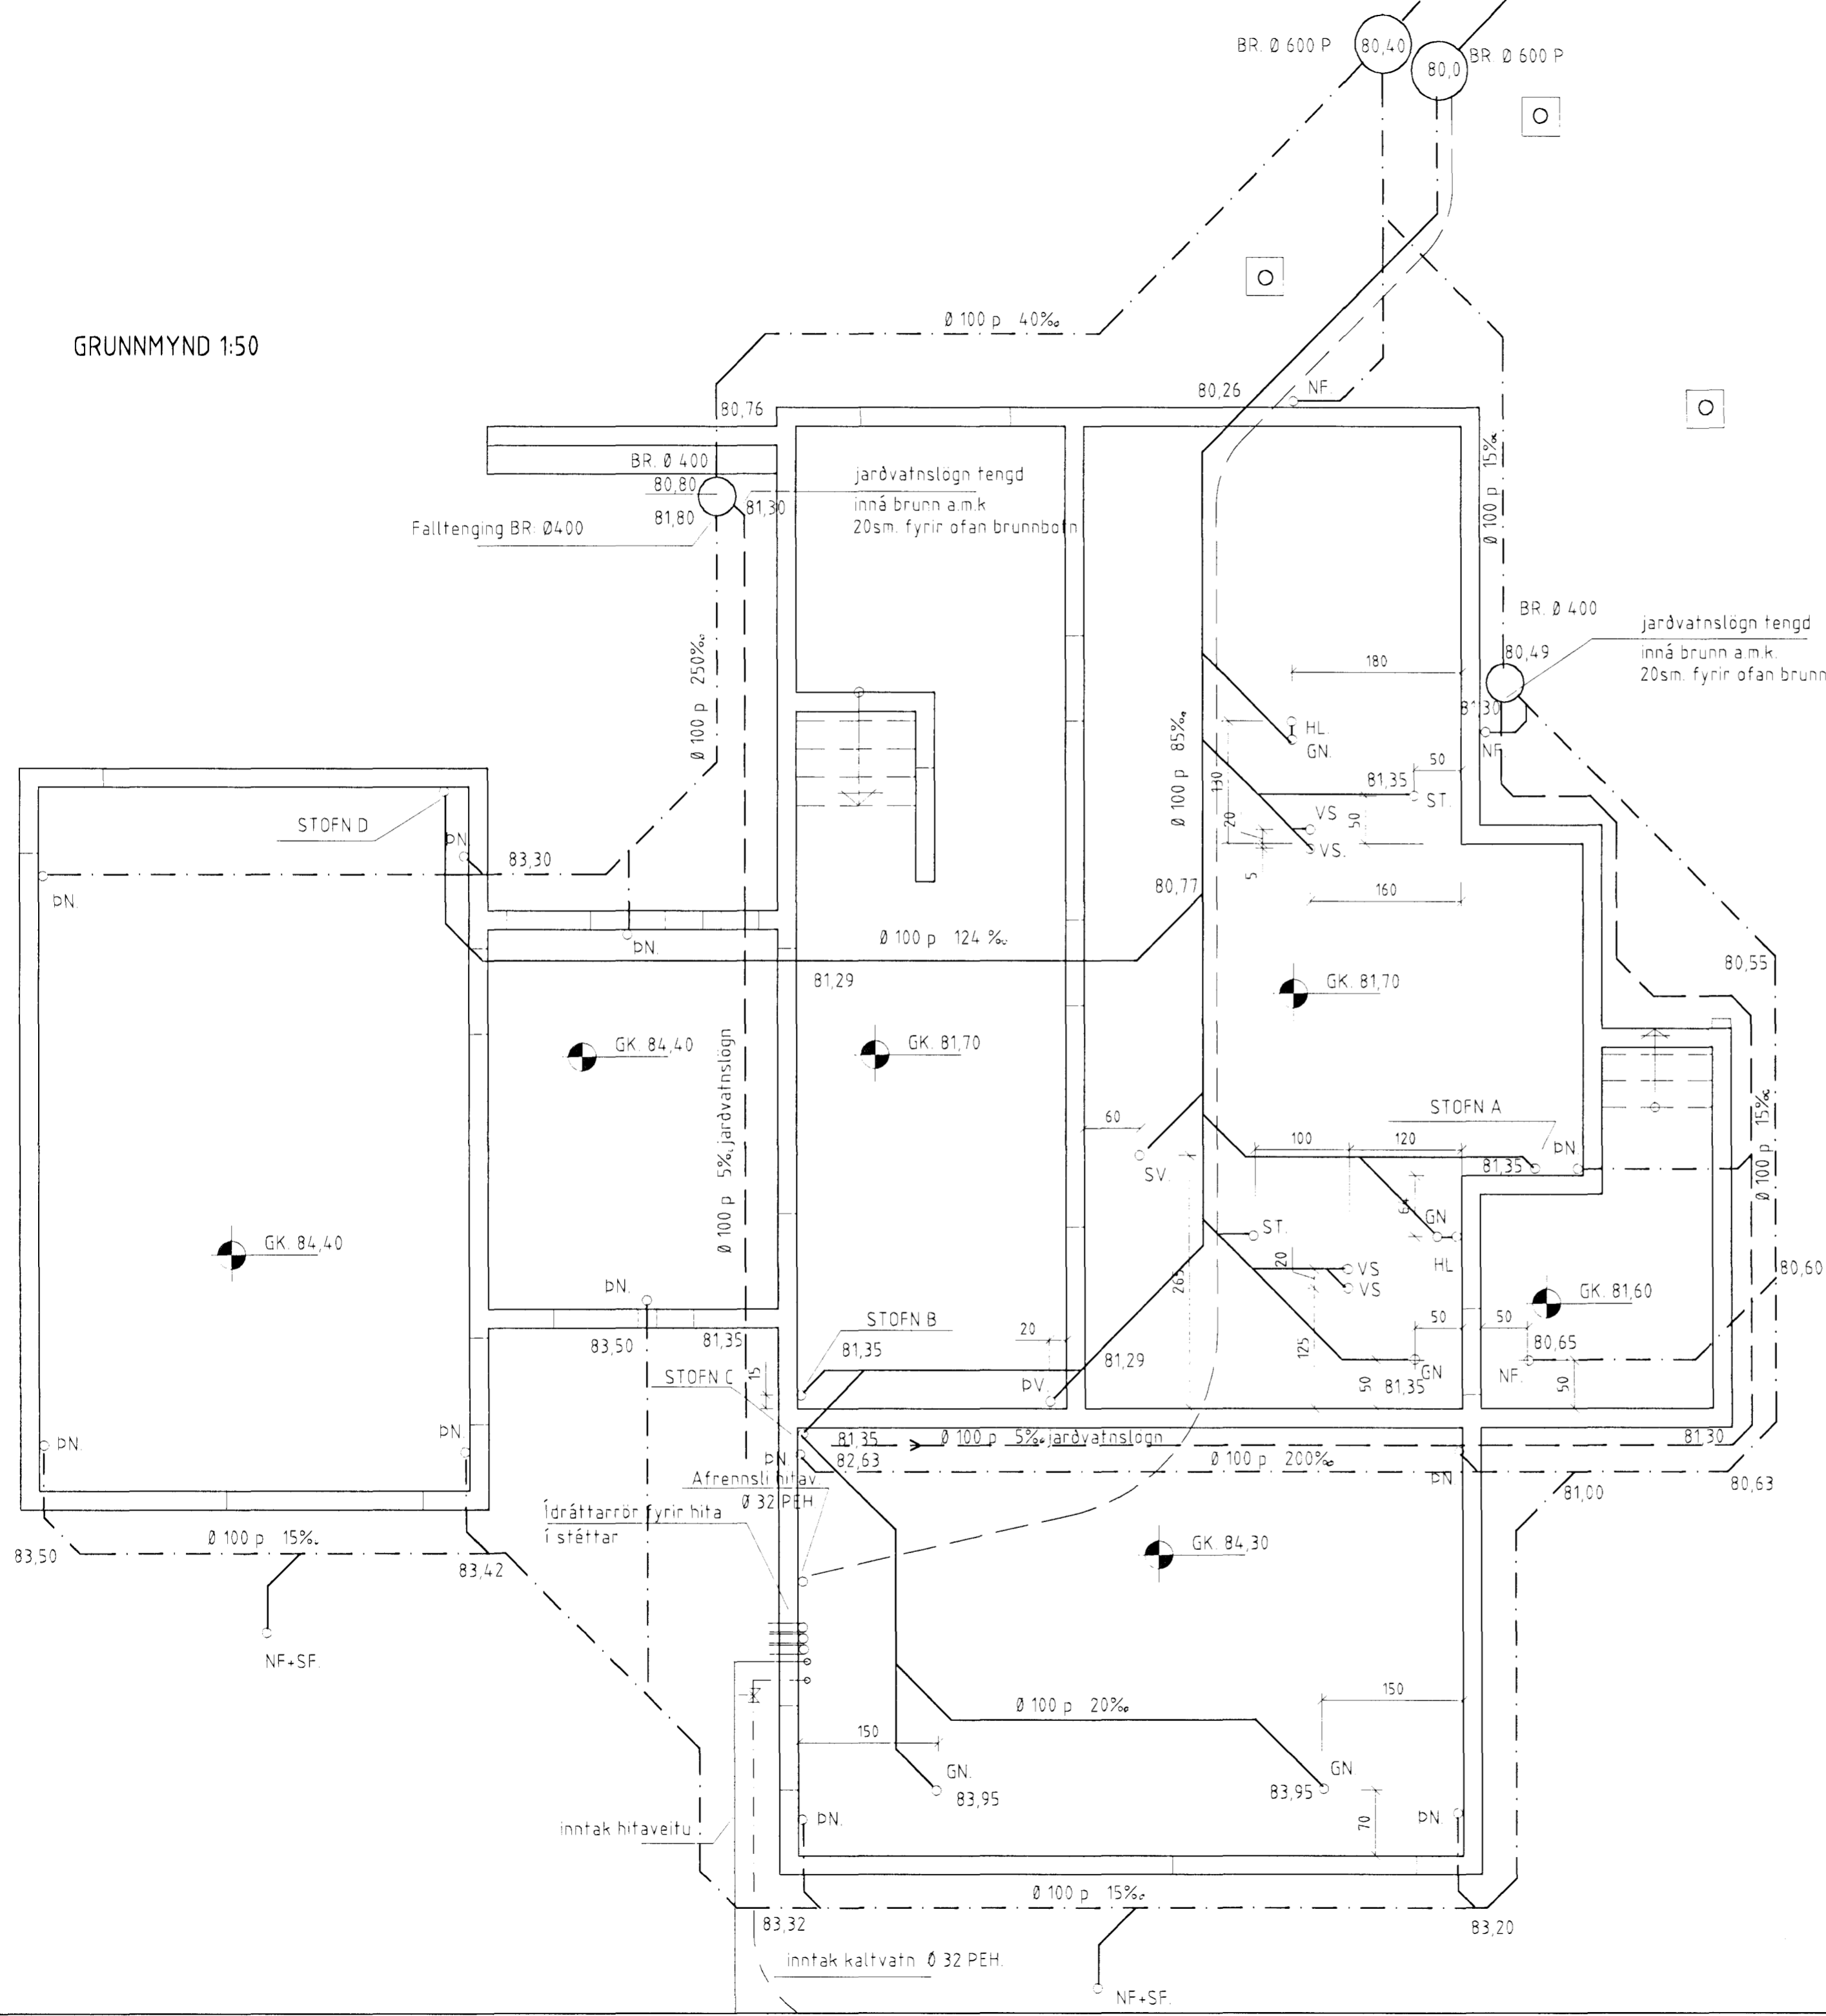 BR. Ø 600 P
80,40
80,0
BR Ø 600 P
GRUNNMYND 1:50
Ø 100 p 40‰
80,76
80,26
NF.
BR. Ø 400
80,80
81,80
81,30
Falltenging BR. Ø400
jarðvatnslögn tengd
inná brunn a.m.k
20sm. fyrir ofan brunnbotn
Ø 100 p 15‰
BR. Ø 400
80,49
jarðvatnslögn tengd
inná brunn a.m.k.
20sm. fyrir ofan brunn
81,30
NF.
Ø 100 p 250‰
Ø 100 p 85‰
180
HL.
GN.
130
50
81,35
ST.
VS
VS.
20
50
5
160
STOFN D
ÞN.
83,30
ÞN.
ÞN.
80,77
Ø 100 p 124 ‰
81,29
80,55
GK. 81,70
GK. 84,40
GK. 81,70
Ø 100 p 5‰ jarðvatnslögn
60
SV.
STOFN A
100
120
81,35
ÞN.
Ø 100 p 15‰
64
GN
HL
ST.
GK. 84,40
20
VS
VS
265
125
80,60
GK. 81,60
ÞN.
83,50
81,35
STOFN B
81,35
20
15
STOFN C
ÞV.
81,29
50
50
80,65
GN
81,35
NF.
50
50
ÞN.
ÞN.
81,35
Ø 100 p 5‰ jarðvatnslögn
81,30
ÞN.
82,63
Ø 100 p 200‰
ÞN
81,00
80,63
Afrennsli hitav
Ø 32 PEH
Ídráttarrör fyrir hita
í stéttar
Ø 100 p 15‰
83,50
83,42
GK. 84,30
NF+SF.
Ø 100 p 20‰
150
150
GN.
83,95
GN
83,95
70
inntak hitaveitu
ÞN.
ÞN.
Ø 100 p 15‰
83,32
83,20
inntak kaltvatn Ø 32 PEH.
NF+SF.